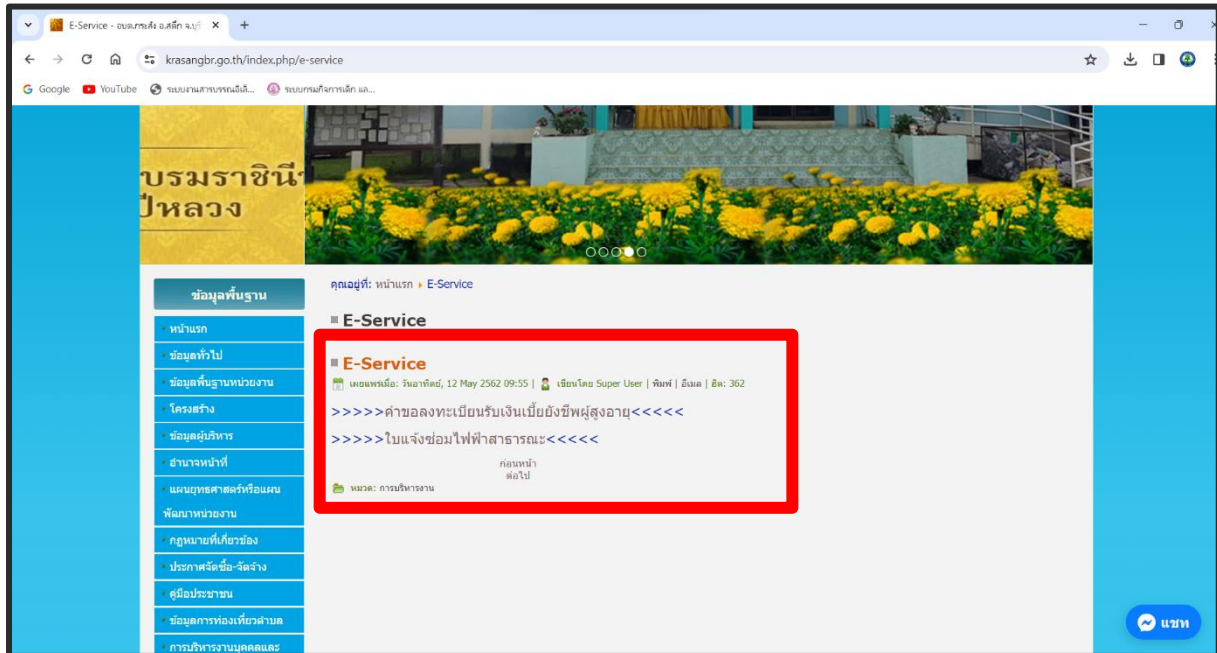 E-Service - อบต.กระสัง อ.สตึก จ.บุรี
krasangbr.go.th/index.php/e-service
Google YouTube ระบบงานสารบรรณอิเล็... ระบบกรมกิจการเด็ก แล...
บรมราชินี
ปีหลวง
ข้อมูลพื้นฐาน
หน้าแรก
ข้อมูลทั่วไป
ข้อมูลพื้นฐานหน่วยงาน
โครงสร้าง
ข้อมูลผู้บริหาร
อำนาจหน้าที่
แผนยุทธศาสตร์หรือแผน
พัฒนาหน่วยงาน
กฎหมายที่เกี่ยวข้อง
ประกาศจัดซื้อ-จัดจ้าง
คู่มือประชาชน
ข้อมูลการท่องเที่ยวตำบล
การบริหารงานบุคคลและ
คุณอยู่ที่: หน้าแรก E-Service
E-Service
E-Service
เผยแพร่เมื่อ: วันอาทิตย์, 12 May 2562 09:55 | เขียนโดย Super User | พิมพ์ | อีเมล | ฮิต: 362
>>>>>คำขอลงทะเบียนรับเงินเบี้ยยังชีพผู้สูงอายุ<<<<<
>>>>>ใบแจ้งซ่อมไฟฟ้าสาธารณะ<<<<<
ก่อนหน้า
ต่อไป
หมวด: การบริหารงาน
แชท